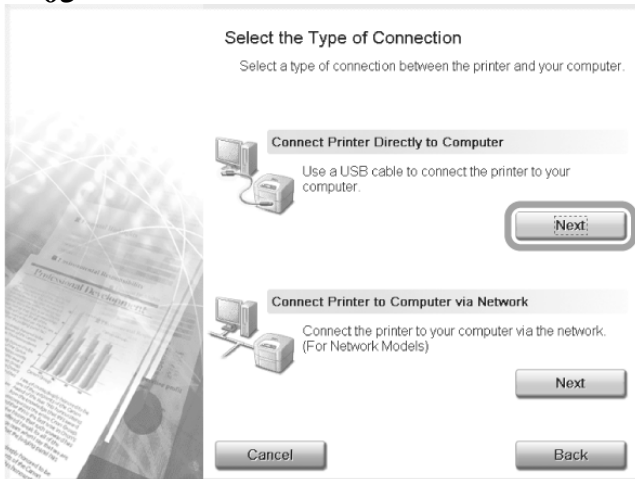 Select the Type of Connection
Select a type of connection between the printer and your computer.
Connect Printer Directly to Computer
Use a USB cable to connect the printer to your
computer.
Next
Connect Printer to Computer via Network
Connect the printer to your computer via the network.
(For Network Models)
Next
Cancel
Back
Professional Development